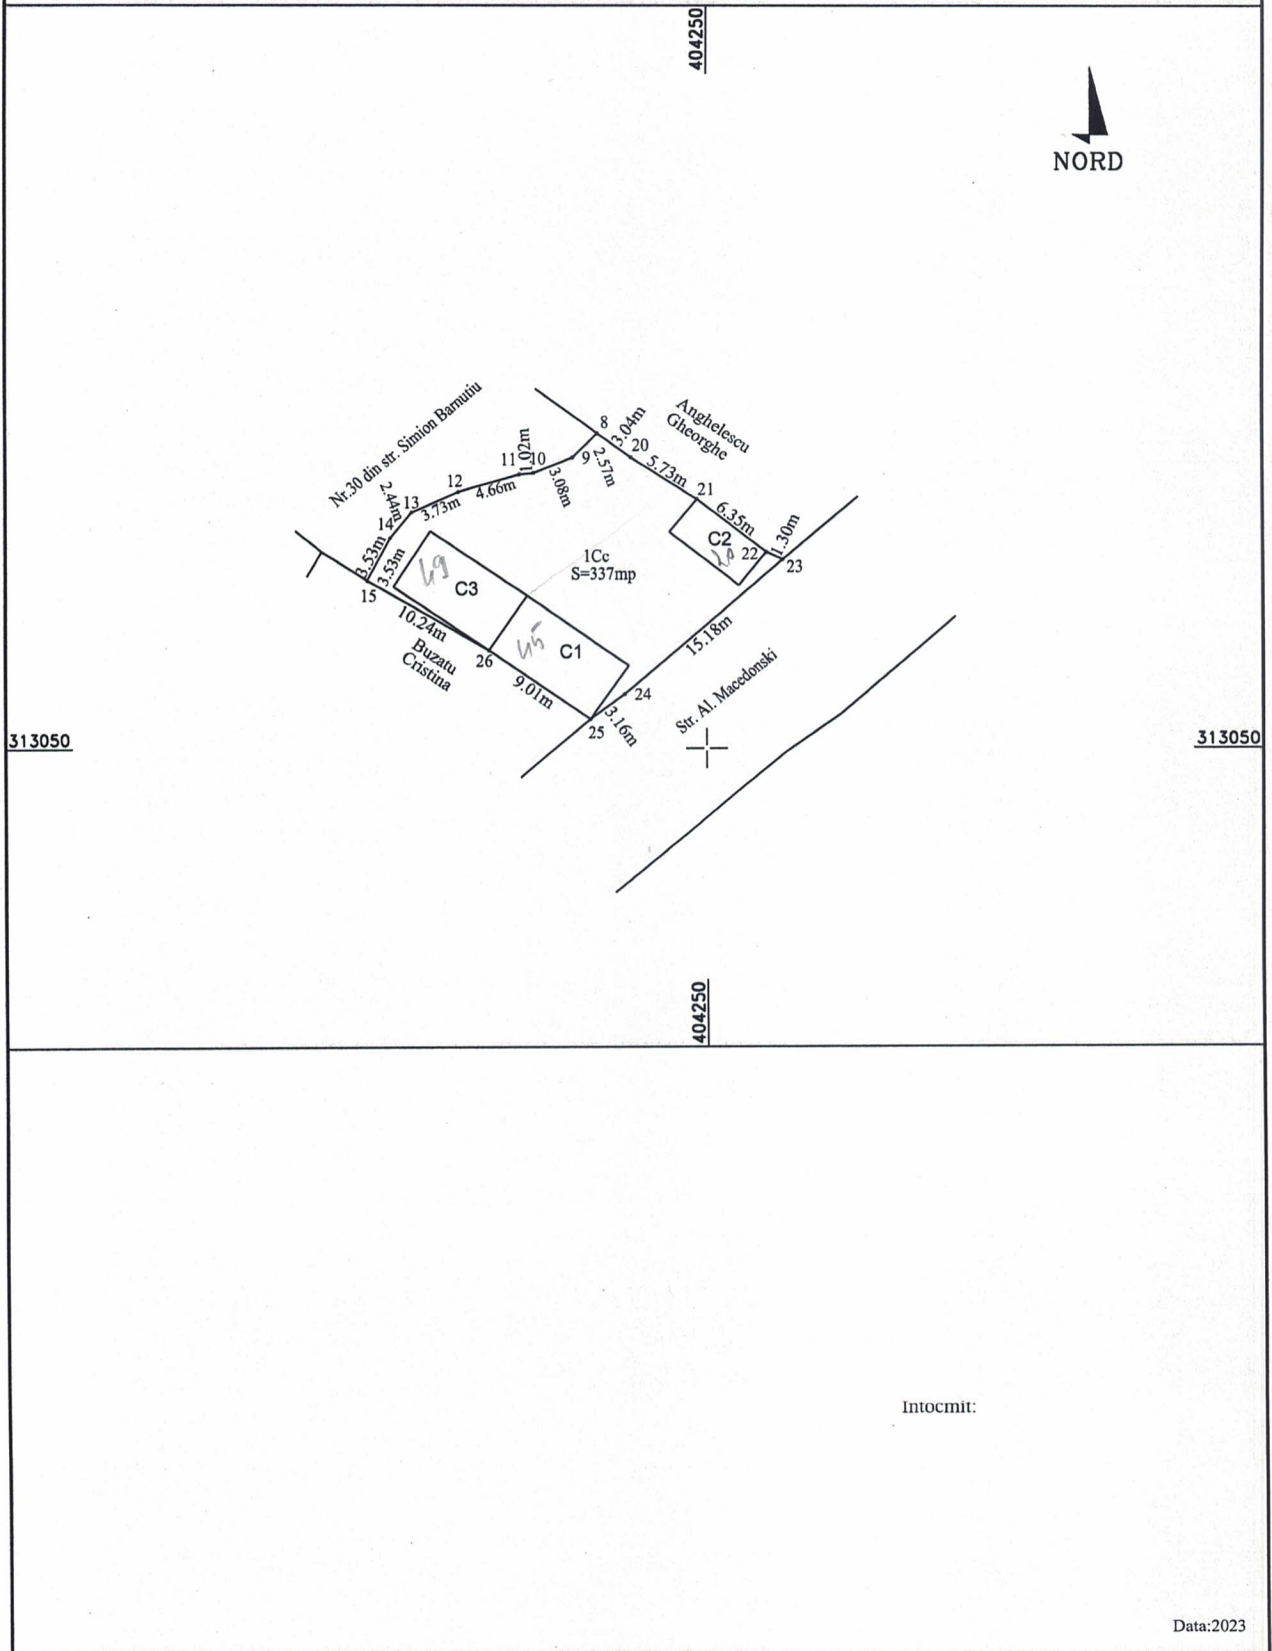 404250
NORD
Nr.30 din str. Simion Barnutiu
Anghelescu
Gheorghe
8
3.04m
20
9
2.57m
5.73m
21
1.02m
11
10
3.08m
12
4.66m
13
3.73m
2.44m
14
3.53m
3.53m
15
6.35m
C2
20
22
1.30m
23
1Cc
S=337mp
49
C3
45
C1
10.24m
Buzatu
Cristina
26
9.01m
15.18m
24
3.16m
25
Str. Al. Macedonski
313050
313050
404250
Intocmit:
Data:2023